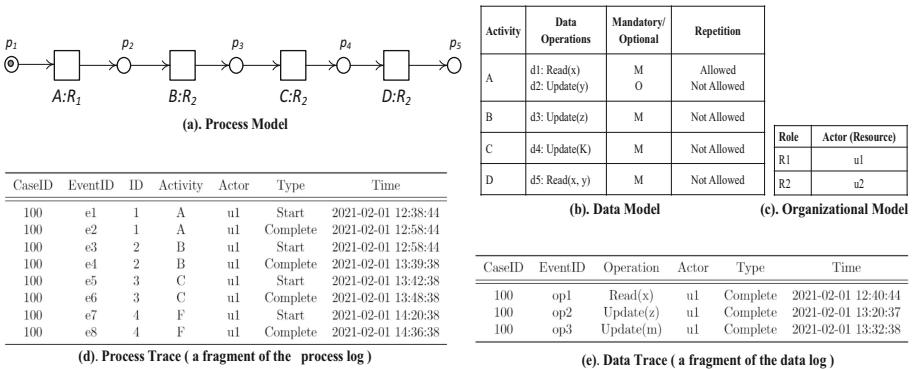 p1 p2 p3 p4 p5
A:R1 B:R2 C:R2 D:R2
(a). Process Model
Activity Data Operations Mandatory/ Optional Repetition
A d1: Read(x) M Allowed
d2: Update(y) O Not Allowed
B d3: Update(z) M Not Allowed
C d4: Update(K) M Not Allowed
D d5: Read(x, y) M Not Allowed
(b). Data Model
Role Actor (Resource)
R1 u1
R2 u2
(c). Organizational Model
CaseID EventID ID Activity Actor Type Time
100 e1 1 A u1 Start 2021-02-01 12:38:44
100 e2 1 A u1 Complete 2021-02-01 12:58:44
100 e3 2 B u1 Start 2021-02-01 12:58:44
100 e4 2 B u1 Complete 2021-02-01 13:39:38
100 e5 3 C u1 Start 2021-02-01 13:42:38
100 e6 3 C u1 Complete 2021-02-01 13:48:38
100 e7 4 F u1 Start 2021-02-01 14:20:38
100 e8 4 F u1 Complete 2021-02-01 14:36:38
(d). Process Trace ( a fragment of the process log )
CaseID EventID Operation Actor Type Time
100 op1 Read(x) u1 Complete 2021-02-01 12:40:44
100 op2 Update(z) u1 Complete 2021-02-01 13:20:37
100 op3 Update(m) u1 Complete 2021-02-01 13:32:38
(e). Data Trace ( a fragment of the data log )